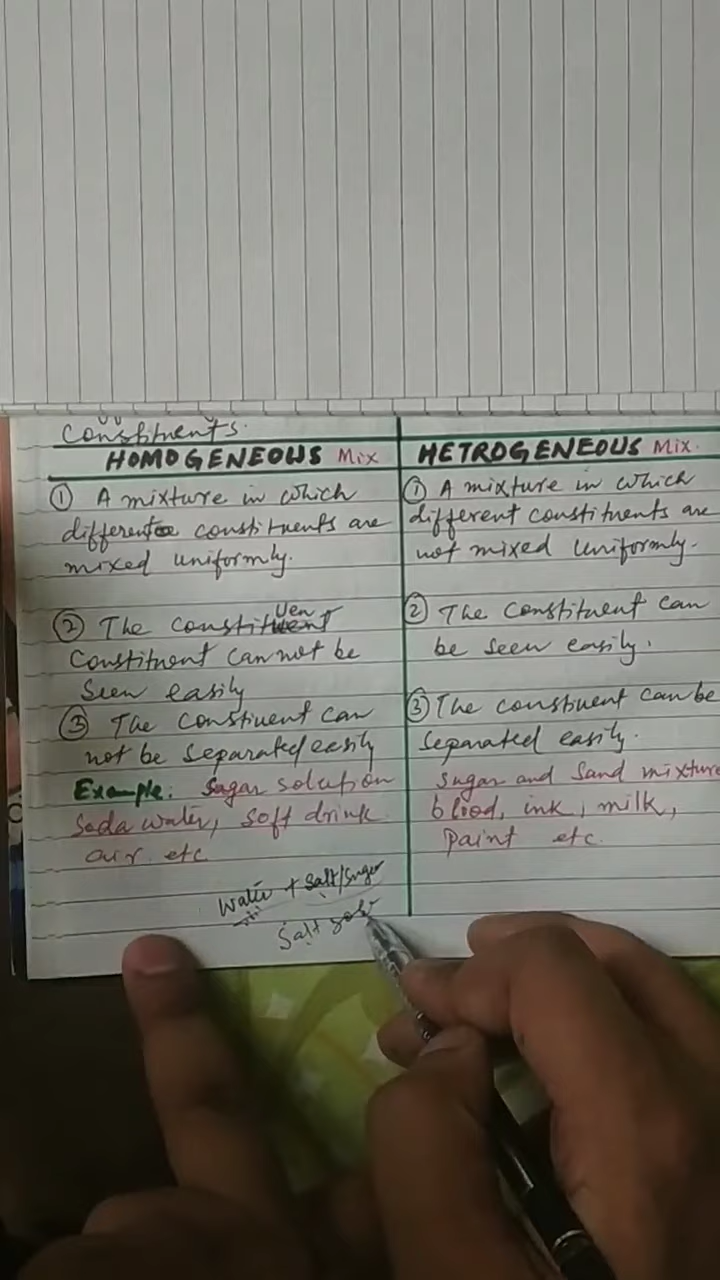 Constituents.
HOMOGENEOUS Mix
① A mixture in which
different constituents are
mixed uniformly.
② The constituent
Constituent can not be
seen easily
③ The constiuent can
not be separated easily
Example: Sugar solution
Soda water, soft drink
air etc
Water + Salt/Suger
Salt sol
HETROGENEOUS Mix.
① A mixture in which
different constituents are
not mixed uniformly.
② The constituent can
be seen easily.
③ The constiuent can be
separated easily.
Sugar and Sand mixture
blood, ink, milk,
Paint etc.